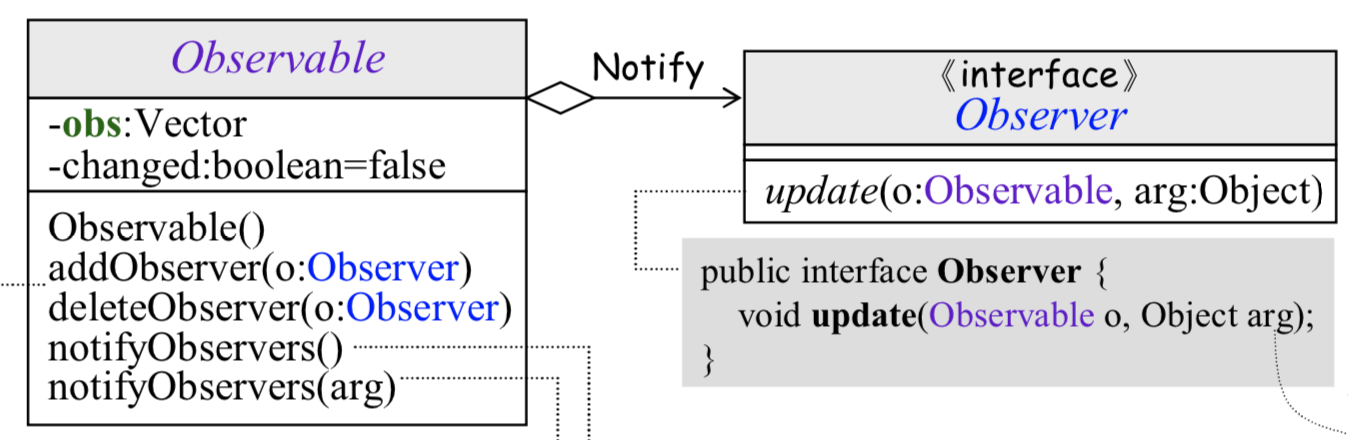 Observable
-obs:Vector
-changed:boolean=false
Observable()
addObserver(o:Observer)
deleteObserver(o:Observer)
notifyObservers()
notifyObservers(arg)
Notify
《interface》
Observer
update(o:Observable, arg:Object)
public interface Observer {
void update(Observable o, Object arg);
}